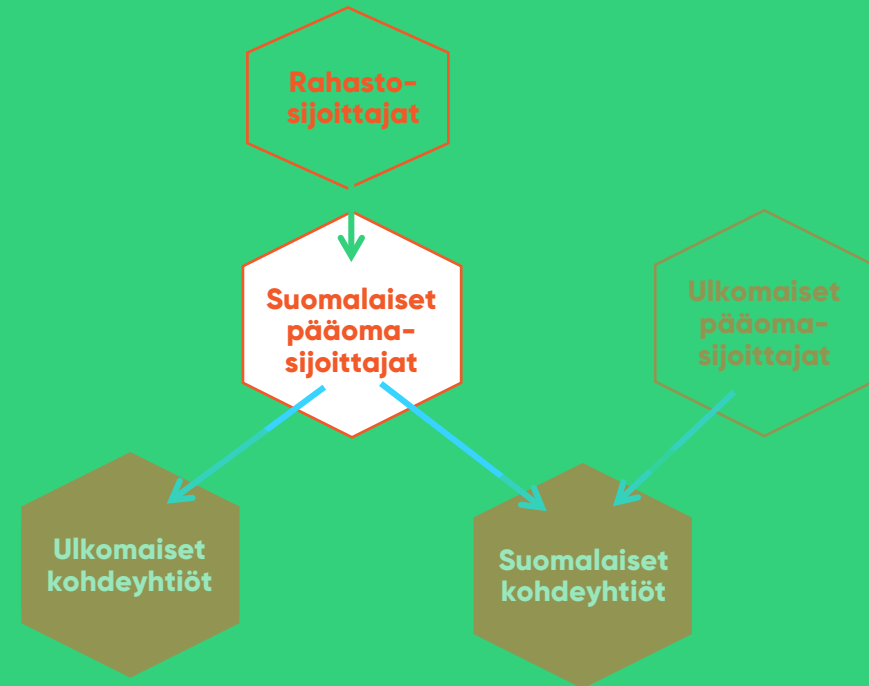 Rahasto-
sijoittajat
Suomalaiset
pääoma-
sijoittajat
Ulkomaiset
pääoma-
sijoittajat
Ulkomaiset
kohdeyhtiöt
Suomalaiset
kohdeyhtiöt